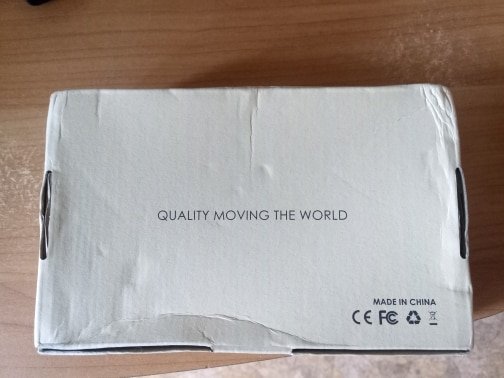 QUALITY MOVING THE WORLD
MADE IN CHINA
CE FC